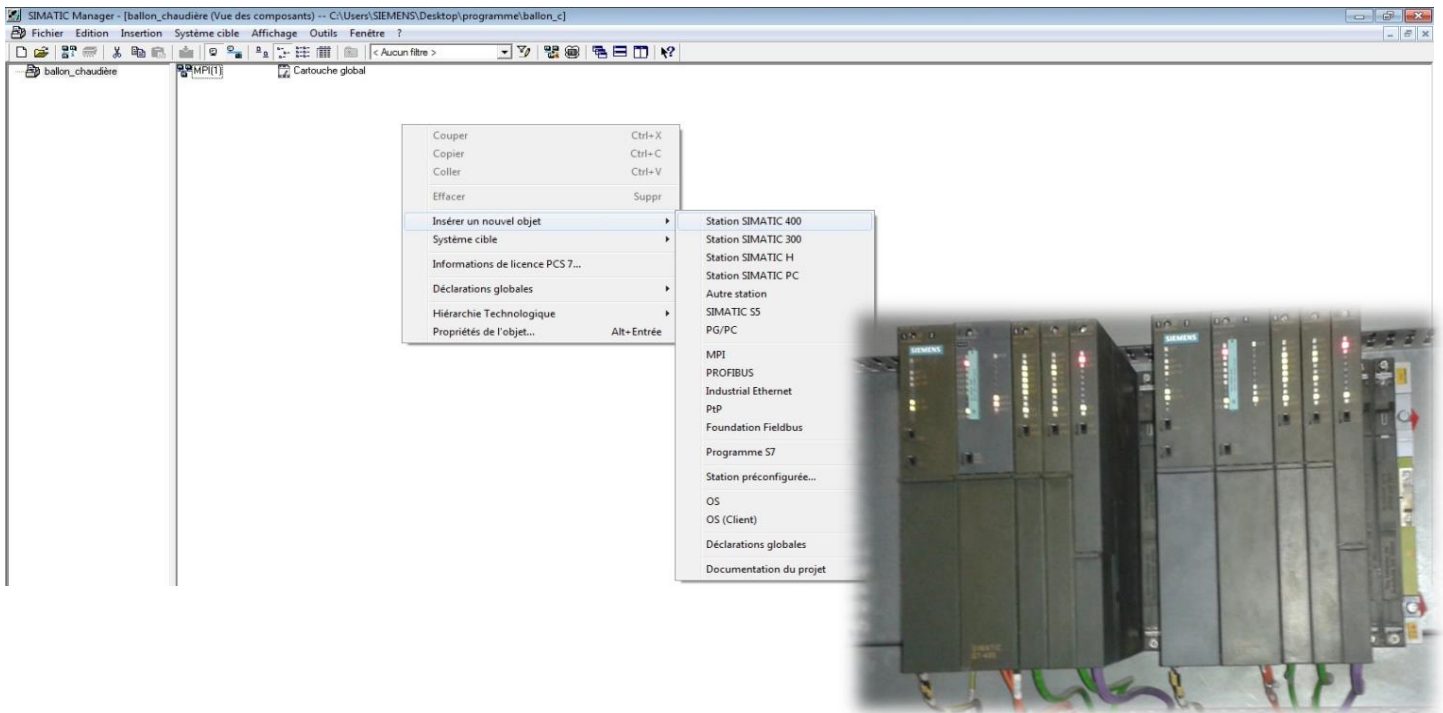 SIMATIC Manager - [ballon_chaudière (Vue des composants) -- C:\Users\SIEMENS\Desktop\programme\ballon_c]
Fichier Edition Insertion Système cible Affichage Outils Fenêtre ?
< Aucun filtre >
ballon_chaudière
MPI(1)
Cartouche global
Couper Ctrl+X
Copier Ctrl+C
Coller Ctrl+V
Effacer Suppr
Insérer un nouvel objet
Système cible
Informations de licence PCS 7...
Déclarations globales
Hiérarchie Technologique
Propriétés de l'objet... Alt+Entrée
Station SIMATIC 400
Station SIMATIC 300
Station SIMATIC H
Station SIMATIC PC
Autre station
SIMATIC S5
PG/PC
MPI
PROFIBUS
Industrial Ethernet
PtP
Foundation Fieldbus
Programme S7
Station préconfigurée...
OS
OS (Client)
Déclarations globales
Documentation du projet
SIEMENS
SIEMENS
SIMATIC
S7-400